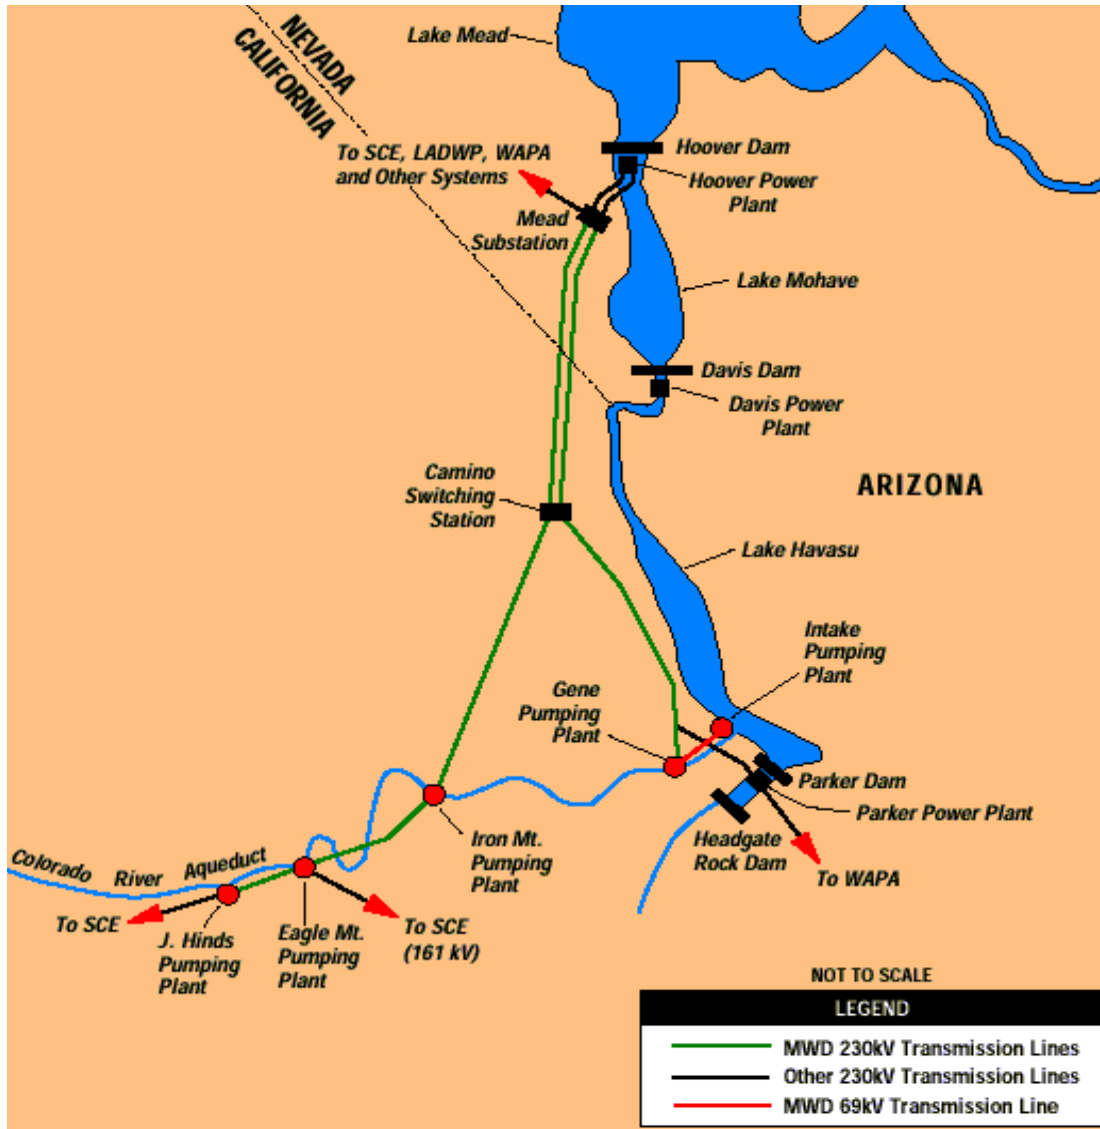 Lake Mead
NEVADA
CALIFORNIA
To SCE, LADWP, WAPA
and Other Systems
Hoover Dam
Hoover Power
Plant
Mead
Substation
Lake Mohave
Davis Dam
Davis Power
Plant
Camino
Switching
Station
ARIZONA
Lake Havasu
Intake
Pumping
Plant
Gene
Pumping
Plant
Parker Dam
Parker Power Plant
Headgate
Rock Dam
To WAPA
Iron Mt.
Pumping
Plant
Colorado River Aqueduct
To SCE
J. Hinds
Pumping
Plant
Eagle Mt.
Pumping
Plant
To SCE
(161 kV)
NOT TO SCALE
LEGEND
MWD 230kV Transmission Lines
Other 230kV Transmission Lines
MWD 69kV Transmission Line